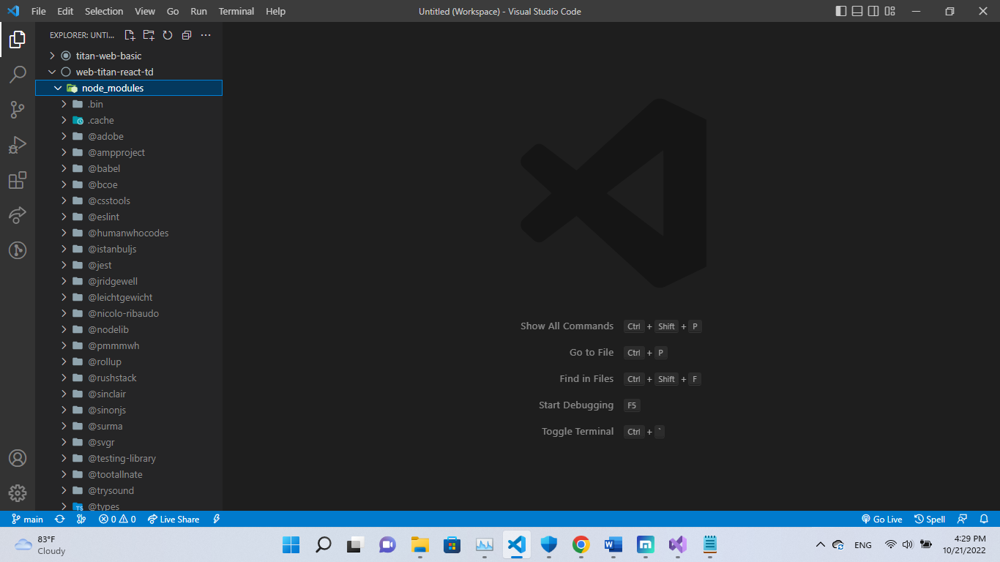 File Edit Selection View Go Run Terminal Help
Untitled (Workspace) - Visual Studio Code
EXPLORER: UNTI...
titan-web-basic
web-titan-react-td
node_modules
.bin
.cache
@adobe
@ampproject
@babel
@bcoe
@csstools
@eslint
@humanwhocodes
@istanbuljs
@jest
@jridgewell
@leichtgewicht
@nicolo-ribaudo
@nodelib
@pmmmwh
@rollup
@rushstack
@sinclair
@sinonjs
@surma
@svgr
@testing-library
@tootallnate
@trysound
TS @types
Show All Commands Ctrl + Shift + P
Go to File Ctrl + P
Find in Files Ctrl + Shift + F
Start Debugging F5
Toggle Terminal Ctrl + `
main 0 0 Live Share Go Live Spell
83°F
Cloudy
ENG
4:29 PM
10/21/2022